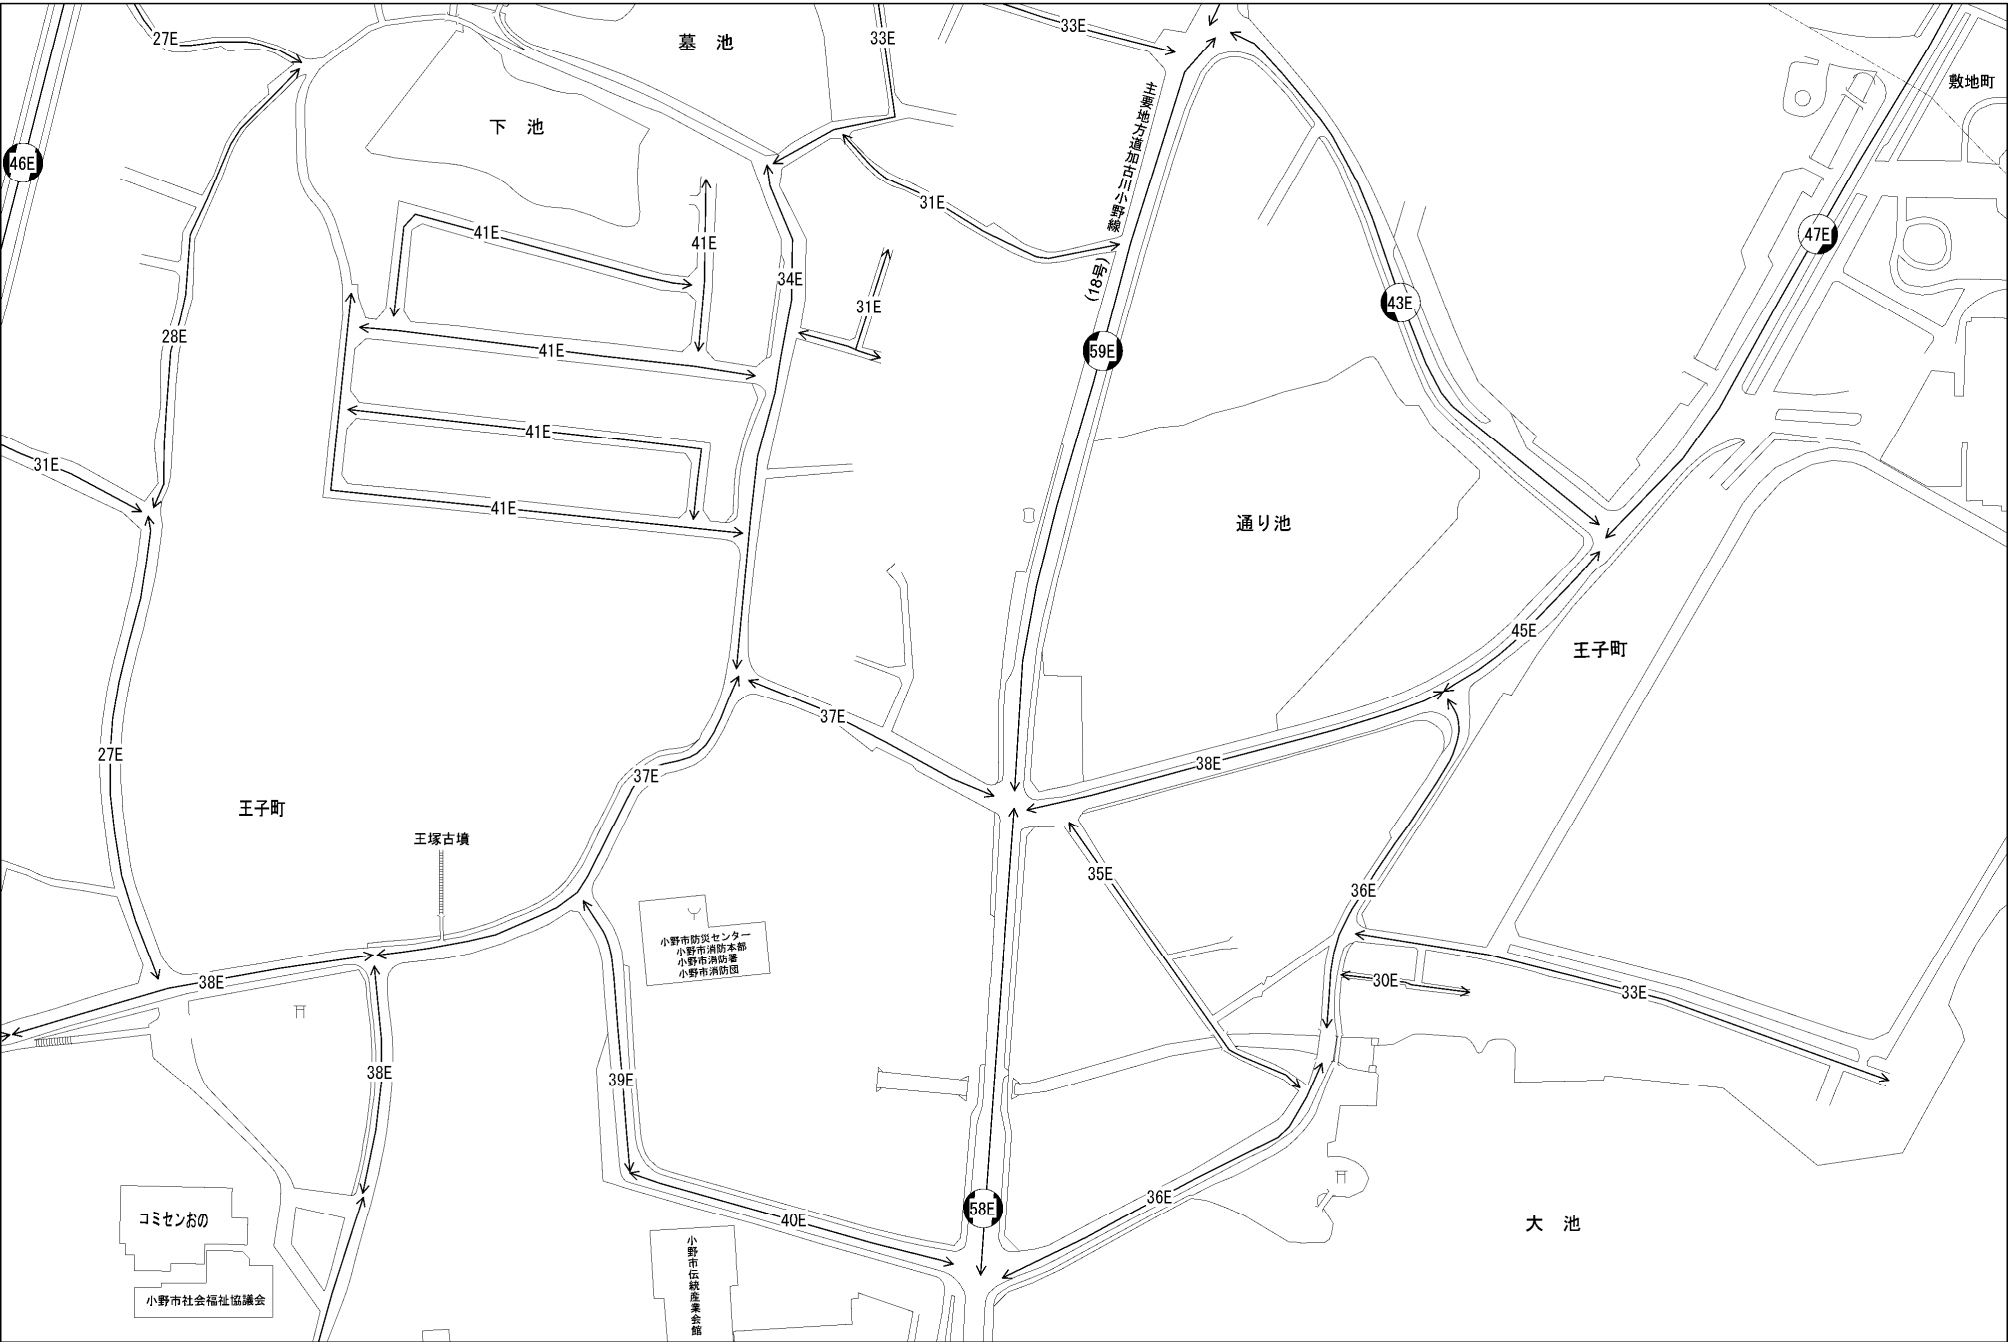 27E
墓　池
33E
33E
敷地町
主要地方道加古川小野線
(18号)
下　池
46E
31E
47E
41E
41E
34E
31E
43E
28E
41E
59E
41E
31E
41E
通り池
45E
王子町
37E
27E
37E
38E
王子町
王塚古墳
35E
36E
小野市防災センター
小野市消防本部
小野市消防署
小野市消防団
38E
30E
33E
38E
39E
36E
58E
40E
大　池
コミセンおの
小野市伝統産業会館
小野市社会福祉協議会